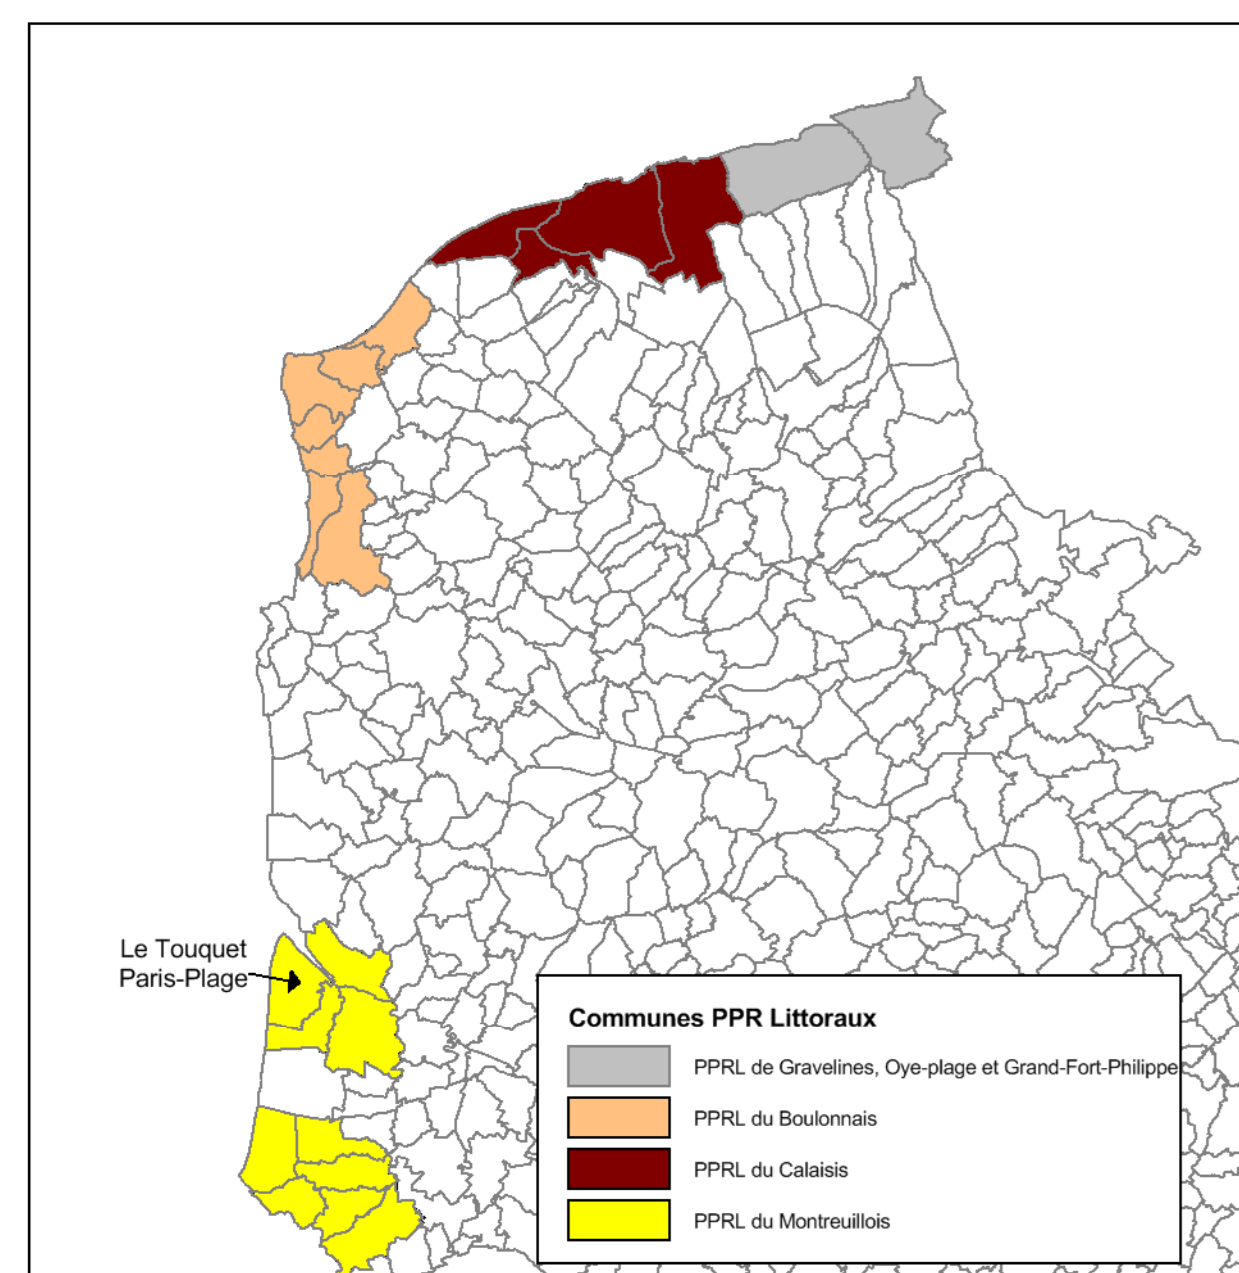 Le Touquet
Paris-Plage
Communes PPR Littoraux
PPRL de Gravelines, Oye-plage et Grand-Fort-Philippe
PPRL du Boulonnais
PPRL du Calaisis
PPRL du Montreuillois